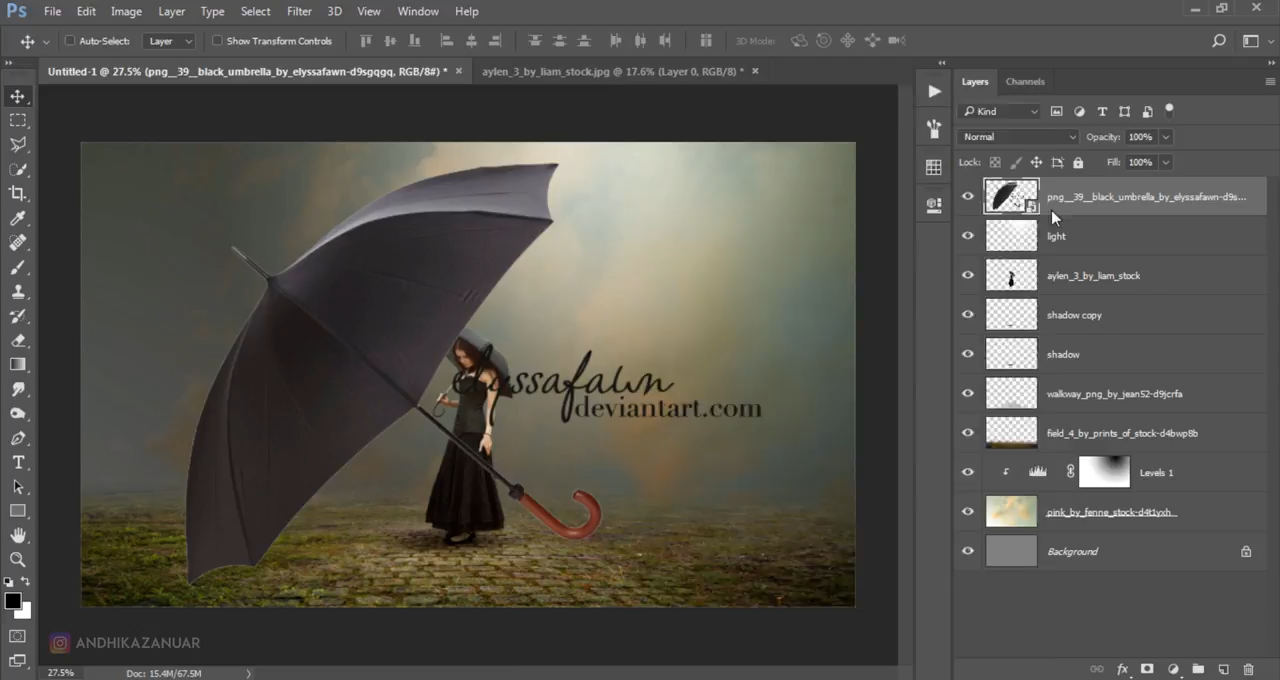 Ps File Edit Image Layer Type Select Filter 3D View Window Help
Auto-Select: Layer Show Transform Controls 3D Mode:
Untitled-1 @ 27.5% (png__39__black_umbrella_by_elyssafawn-d9sgqgq, RGB/8#) * × aylen_3_by_liam_stock.jpg @ 17.6% (Layer 0, RGB/8) * ×
Layers Channels
Kind
Normal Opacity: 100%
Lock: Fill: 100%
png__39__black_umbrella_by_elyssafawn-d9s...
light
aylen_3_by_liam_stock
shadow copy
shadow
walkway_png_by_jean52-d9jcrfa
field_4_by_prints_of_stock-d4bwp8b
Levels 1
pink_by_fenne_stock-d4t1yxh
Background
elyssafawn
deviantart.com
ANDHIKAZANUAR
27.5% Doc: 15.4M/67.5M